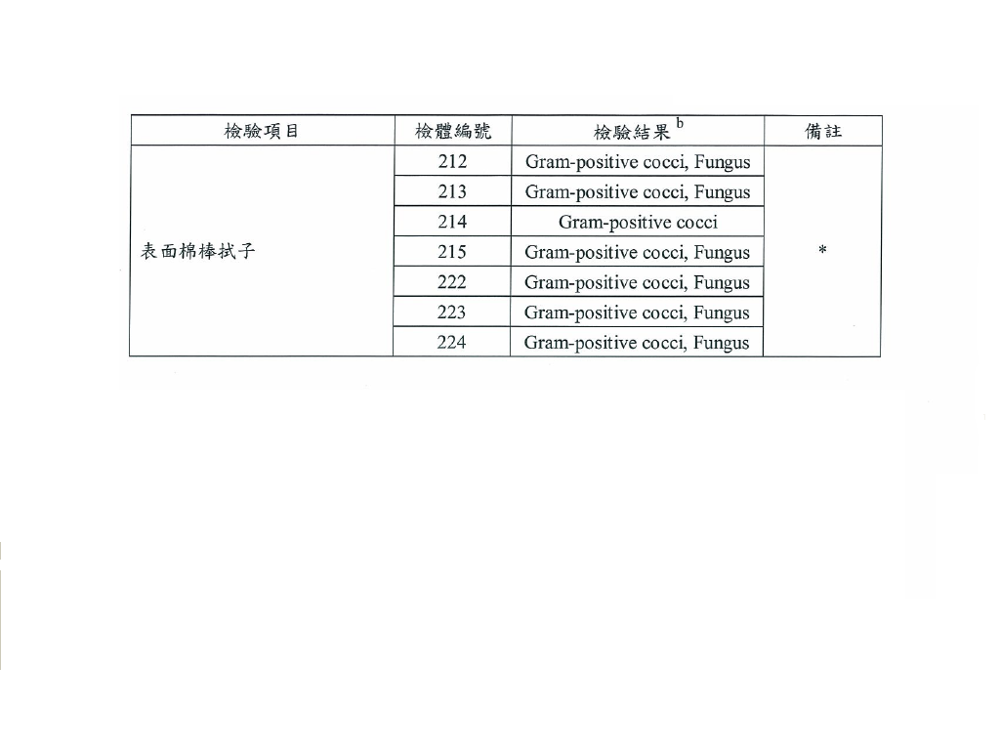 檢驗項目 檢體編號 檢驗結果 b 備註
212 Gram-positive cocci, Fungus
213 Gram-positive cocci, Fungus
214 Gram-positive cocci
表面棉棒拭子 215 Gram-positive cocci, Fungus *
222 Gram-positive cocci, Fungus
223 Gram-positive cocci, Fungus
224 Gram-positive cocci, Fungus